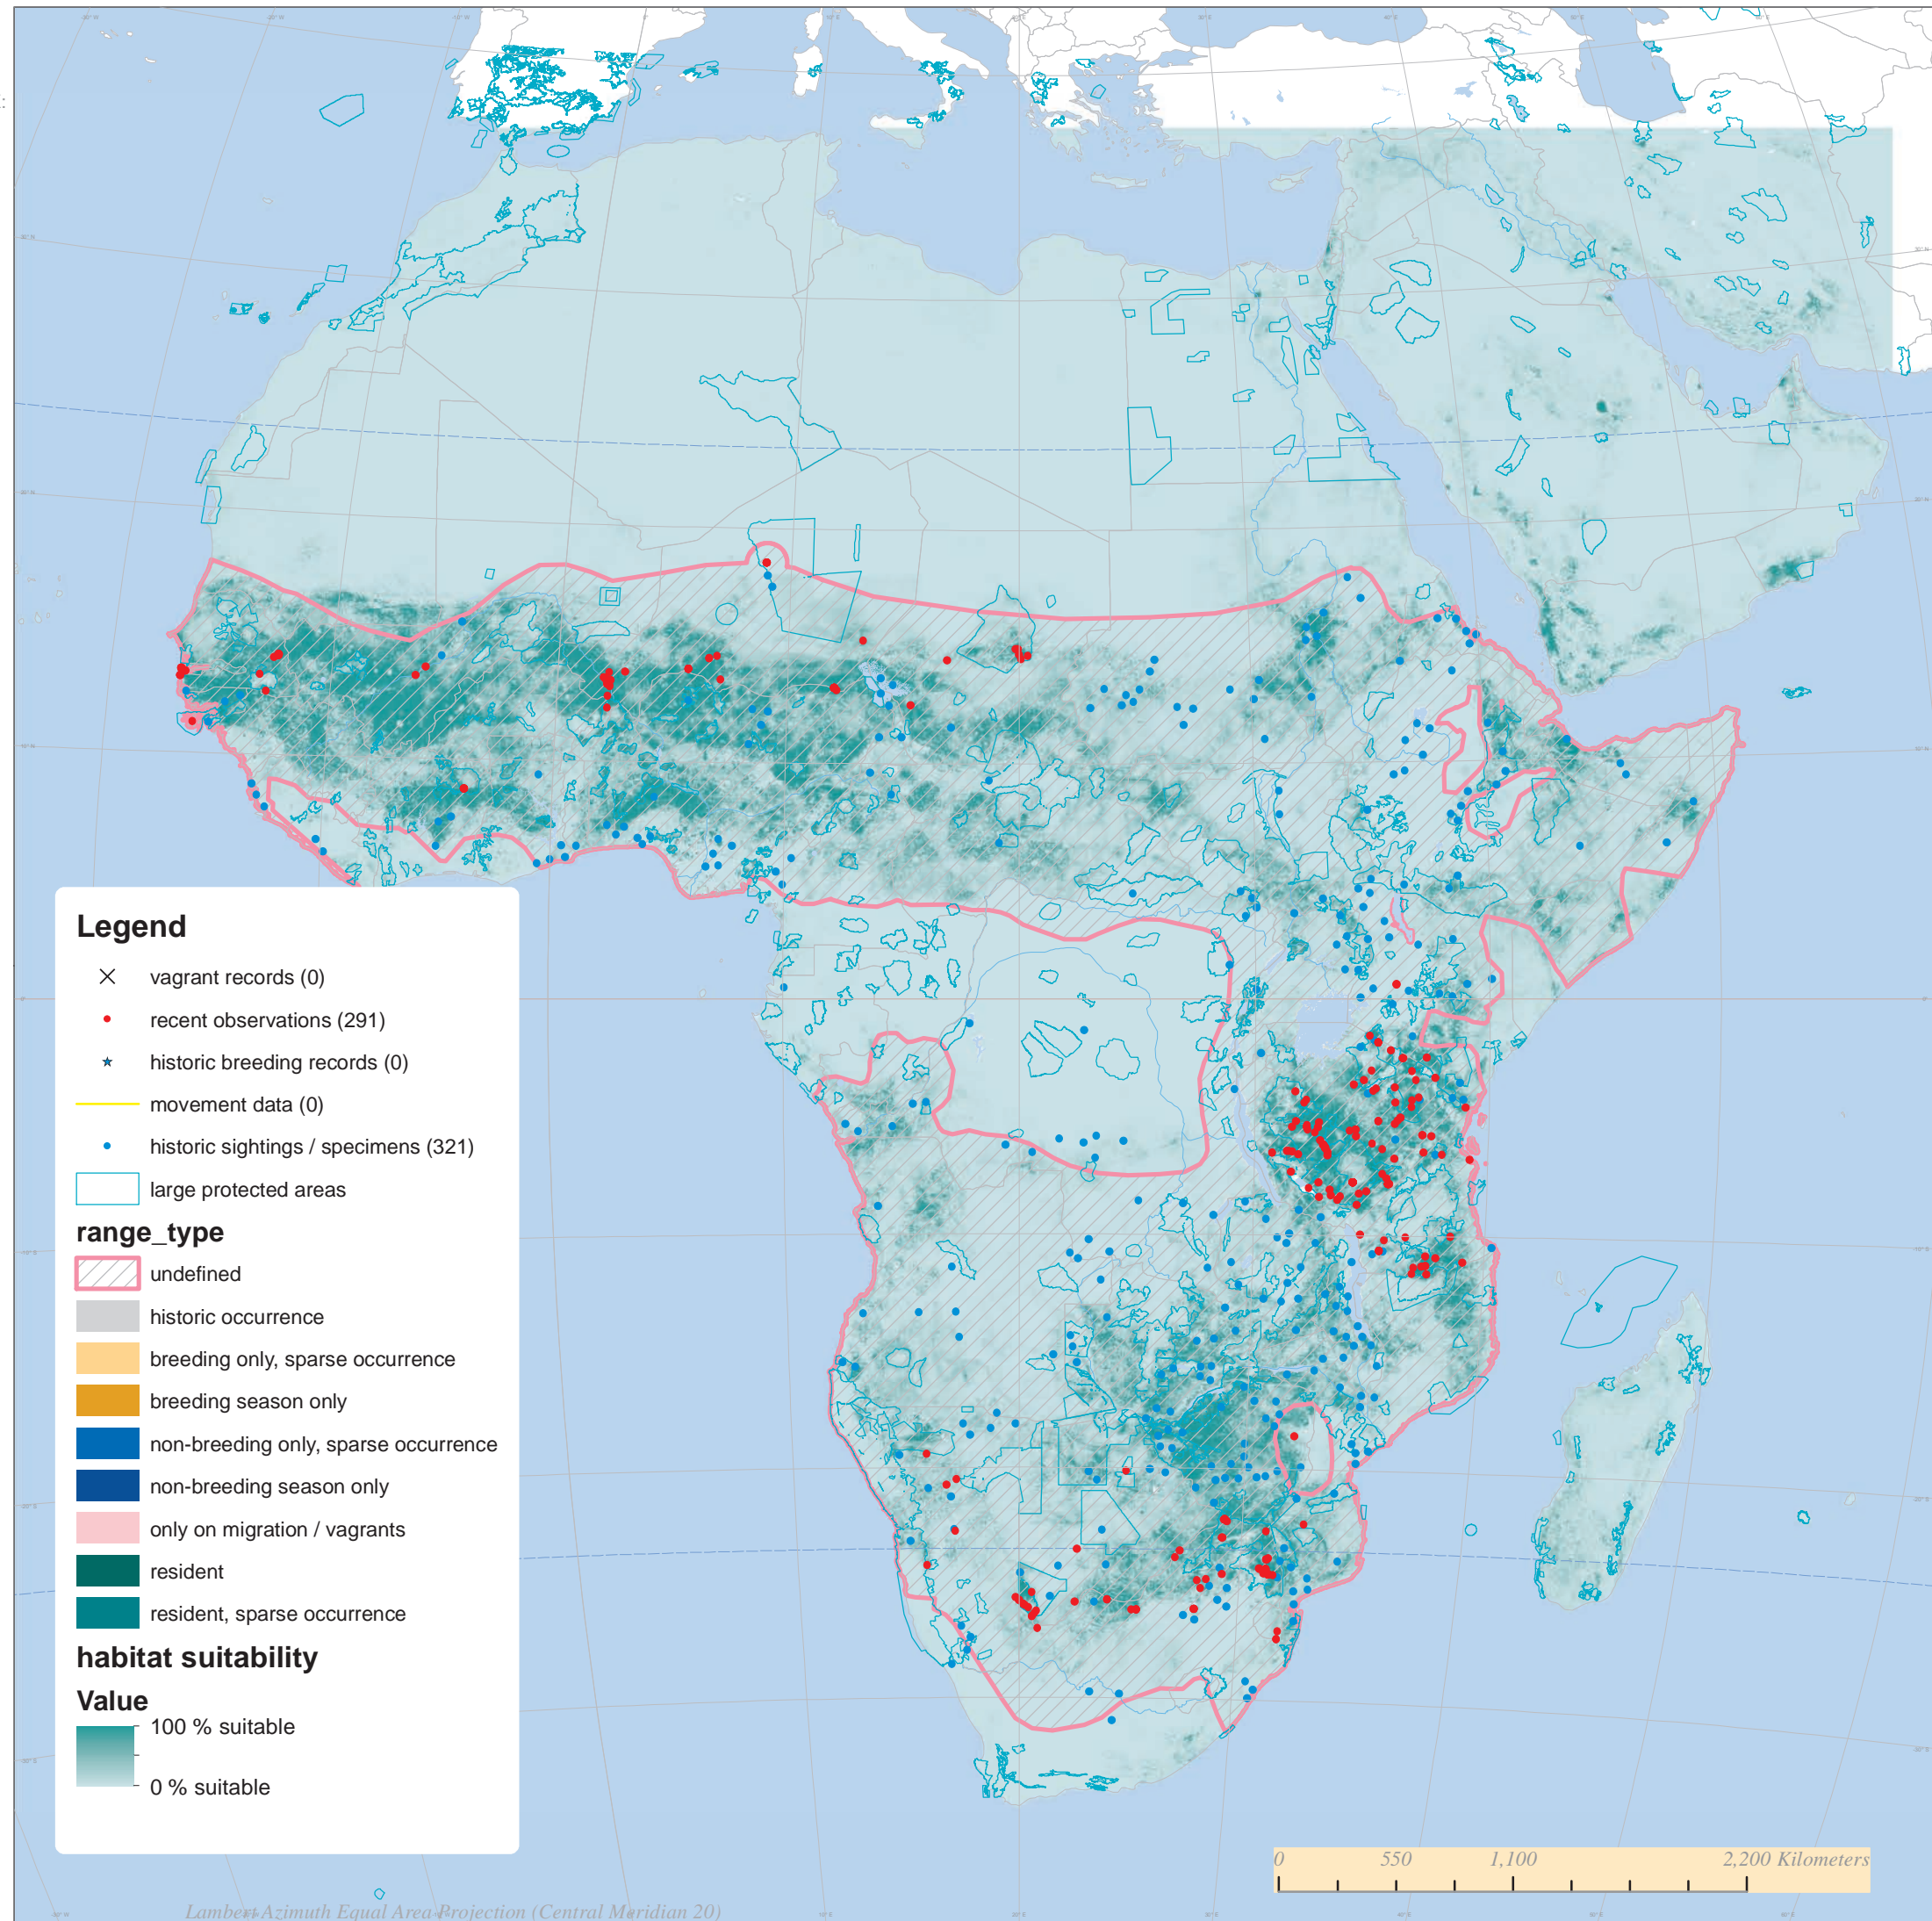 Legend
vagrant records (0)
recent observations (291)
historic breeding records (0)
movement data (0)
historic sightings / specimens (321)
large protected areas
range_type
undefined
historic occurrence
breeding only, sparse occurrence
breeding season only
non-breeding only, sparse occurrence
non-breeding season only
only on migration / vagrants
resident
resident, sparse occurrence
habitat suitability
Value
100 % suitable
0 % suitable
0 550 1,100 2,200 Kilometers
Lambert Azimuth Equal Area Projection (Central Meridian 20)